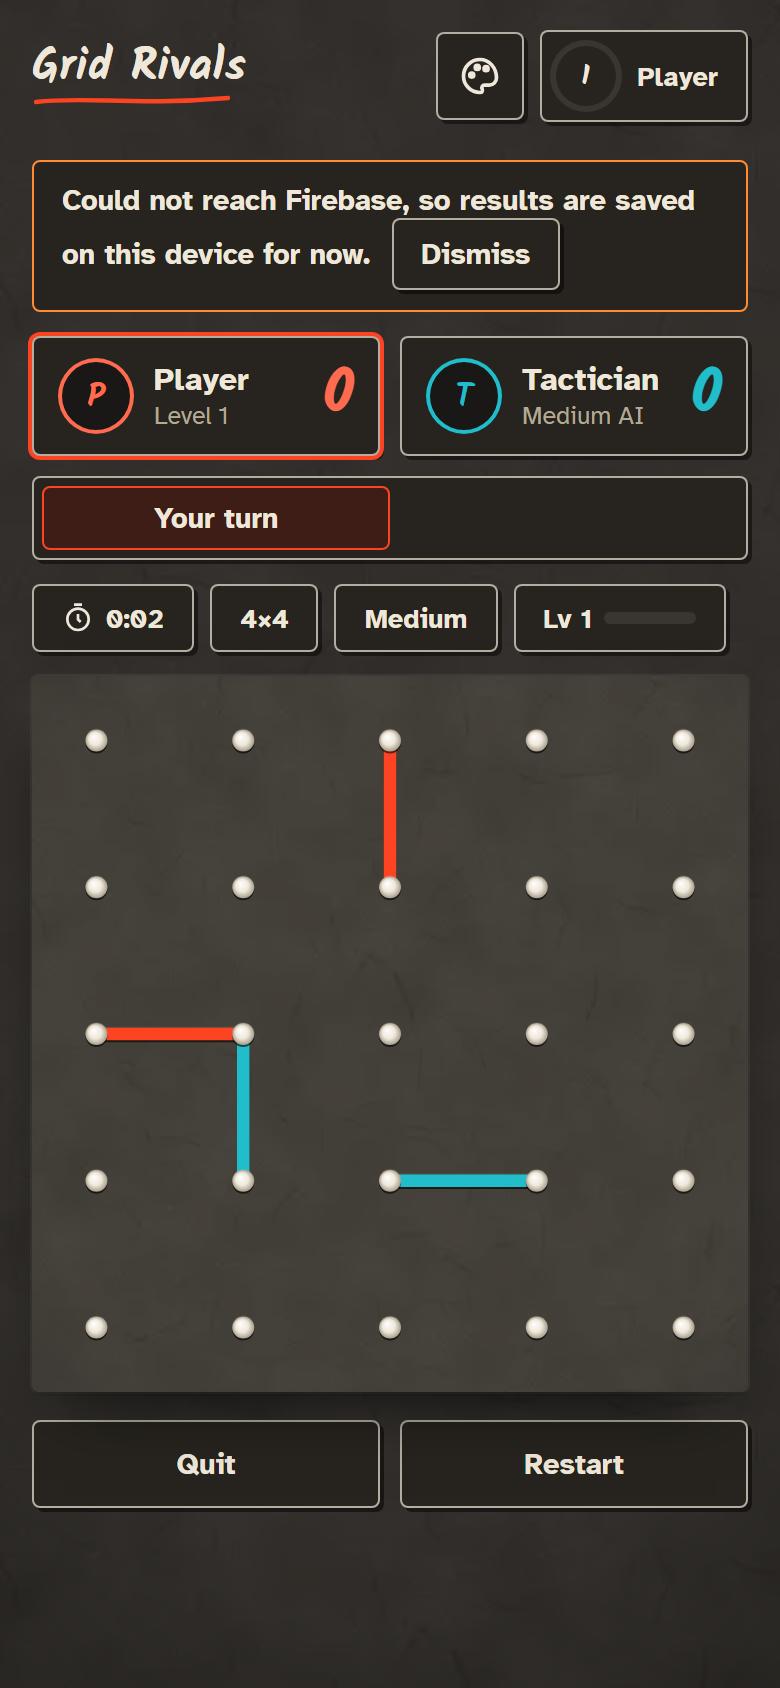 Grid Rivals
1
Player
Could not reach Firebase, so results are saved
on this device for now.
Dismiss
P
Player
Level 1
0
T
Tactician
Medium AI
0
Your turn
0:02
4×4
Medium
Lv 1
Quit
Restart